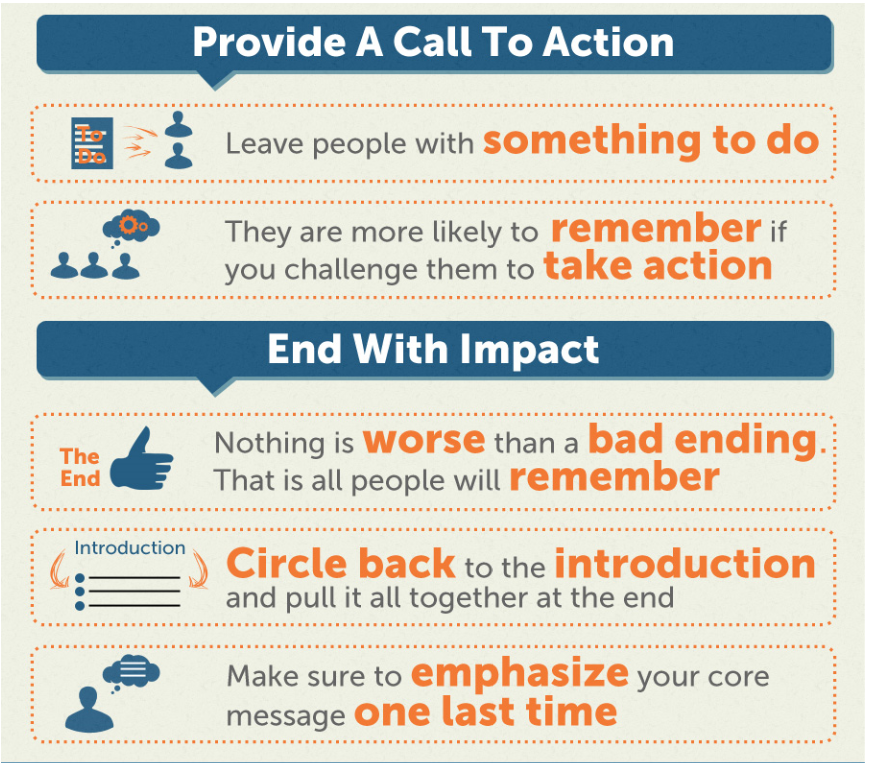 Provide A Call To Action
To
Do
Leave people with something to do
They are more likely to remember if
you challenge them to take action
End With Impact
The
End
Nothing is worse than a bad ending.
That is all people will remember
Introduction
Circle back to the introduction
and pull it all together at the end
Make sure to emphasize your core
message one last time